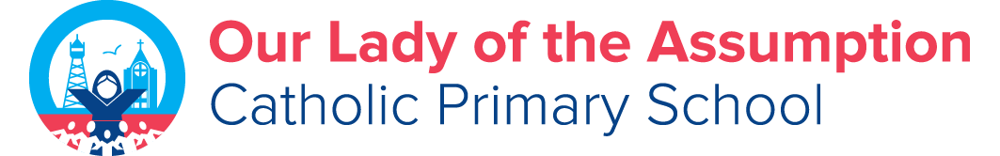 Our Lady of the Assumption
Catholic Primary School